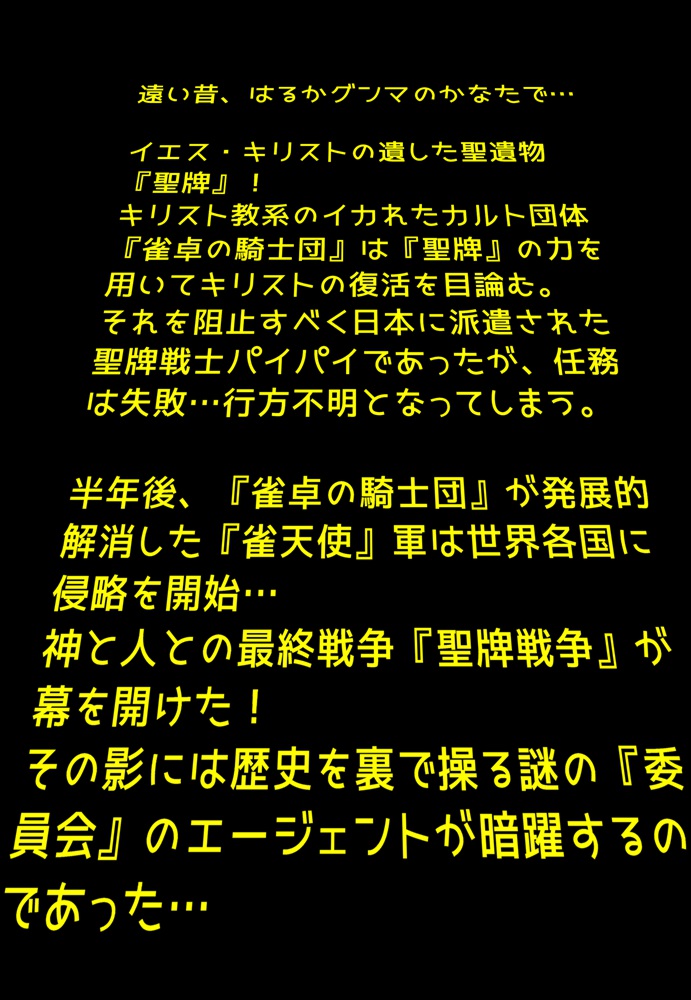 遠い昔、はるかグンマのかなたで…
イエス・キリストの遺した聖遺物
『聖牌』！
キリスト教系のイカれたカルト団体
『雀卓の騎士団』は『聖牌』の力を
用いてキリストの復活を目論む。
それを阻止すべく日本に派遣された
聖牌戦士パイパイであったが、任務
は失敗…行方不明となってしまう。
半年後、『雀卓の騎士団』が発展的
解消した『雀天使』軍は世界各国に
侵略を開始…
神と人との最終戦争『聖牌戦争』が
幕を開けた！
その影には歴史を裏で操る謎の『委
員会』のエージェントが暗躍するの
であった…